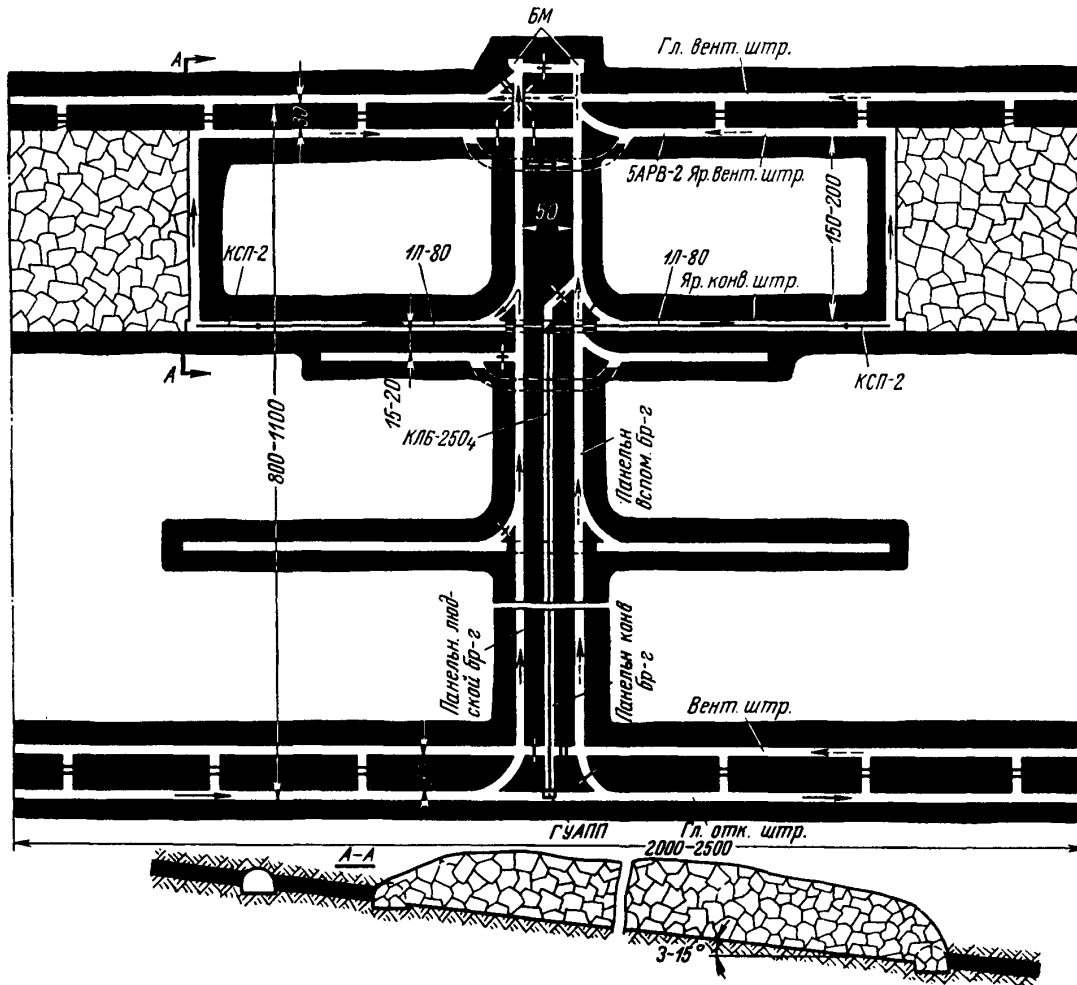 БМ
А
Гл. вент. штр.
30
5АРВ-2 Яр. вент. штр.
50
150-200
КСП-2
1Л-80
1Л-80
Яр. конв. штр.
А
15-20
КСП-2
800-1100
КЛБ-250₄
Панельн
вспом. бр-г
Панельн. люд-
ской бр-г
Панельн конв
бр-г
Вент. штр.
ГУАПП
Гл. отк. штр.
2000-2500
А-А
3-15°